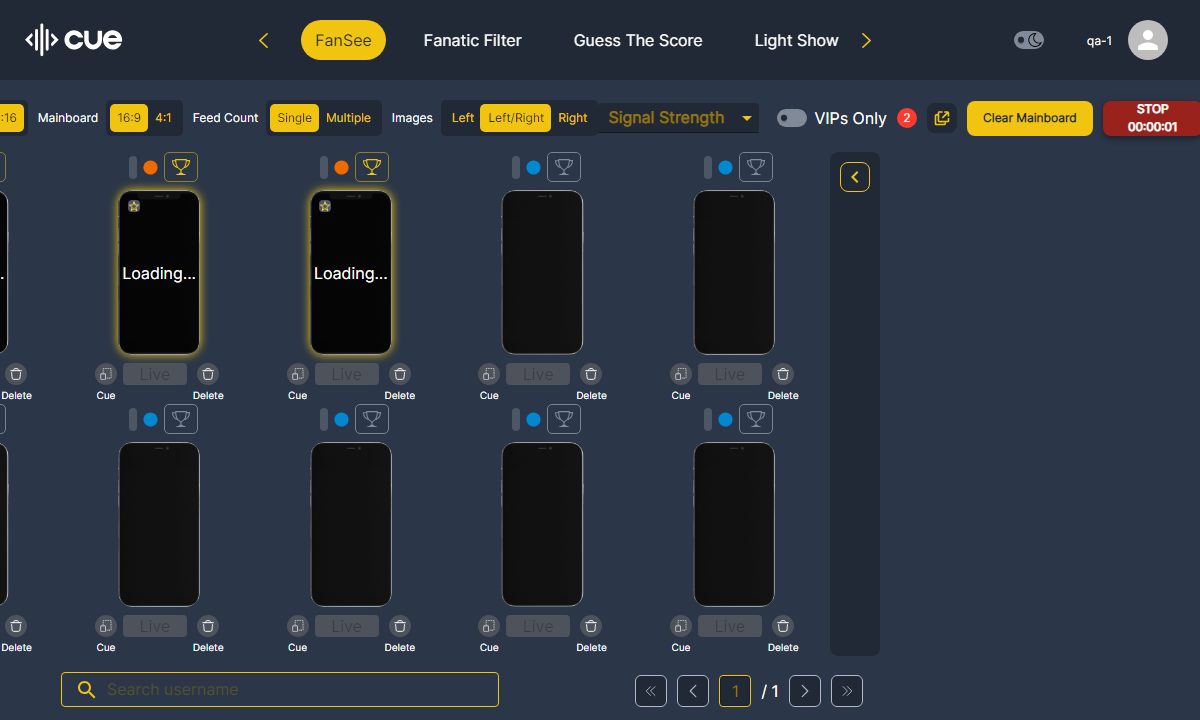 cue
FanSee
Fanatic Filter
Guess The Score
Light Show
qa-1
:16
Mainboard
16:9
4:1
Feed Count
Single
Multiple
Images
Left
Left/Right
Right
Signal Strength
VIPs Only
2
Clear Mainboard
STOP
00:00:01
.
Loading...
Loading...
Live
Live
Live
Live
Delete
Cue
Delete
Cue
Delete
Cue
Delete
Cue
Delete
Live
Live
Live
Live
Delete
Cue
Delete
Cue
Delete
Cue
Delete
Cue
Delete
Search username
1
/ 1